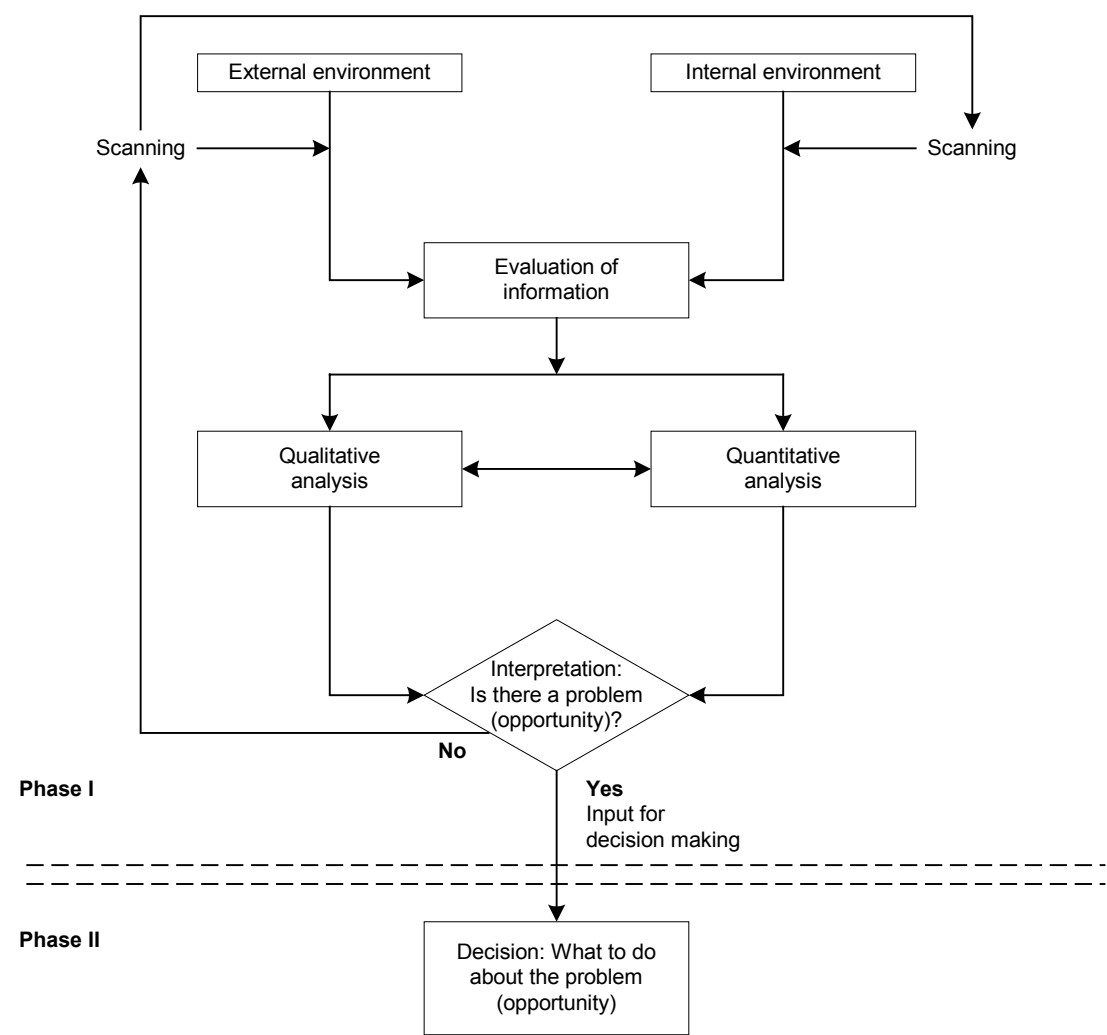 External environment
Internal environment
Scanning
Scanning
Evaluation of
information
Qualitative
analysis
Quantitative
analysis
Interpretation:
Is there a problem
(opportunity)?
No
Phase I
Yes
Input for
decision making
Phase II
Decision: What to do
about the problem
(opportunity)